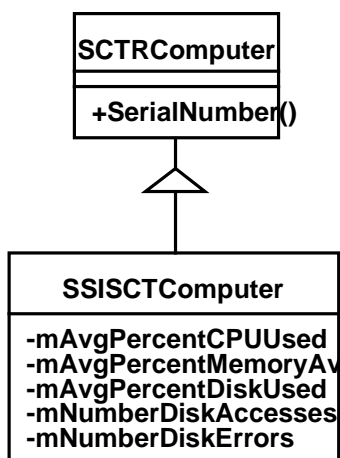 SCTRComputer
+SerialNumber()
SSISCTComputer
-mAvgPercentCPUUsed
-mAvgPercentMemoryAv
-mAvgPercentDiskUsed
-mNumberDiskAccesses
-mNumberDiskErrors